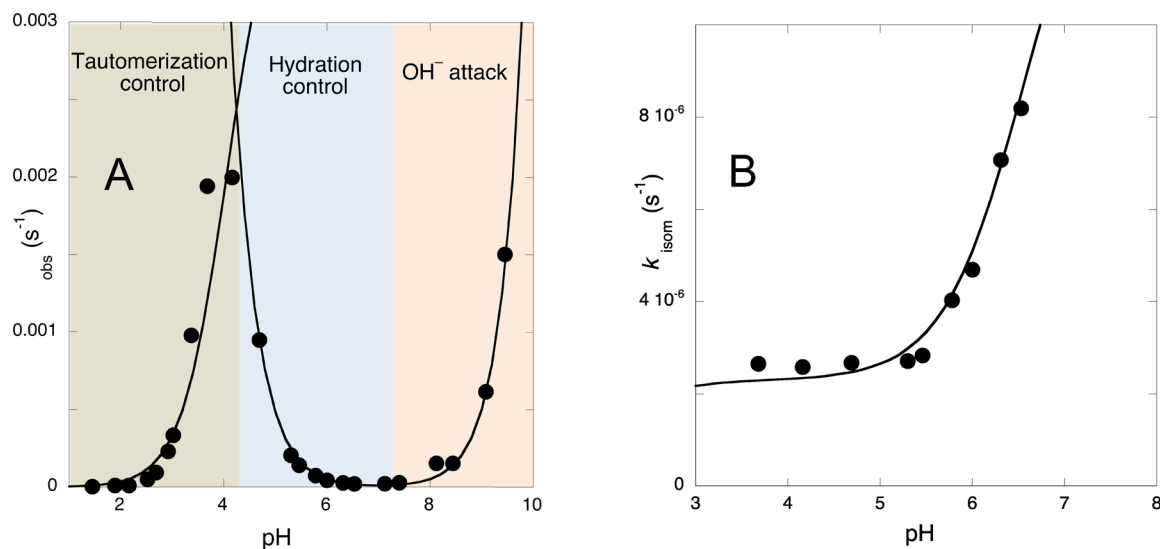 0.003
Tautomerization
control
Hydration
control
OH⁻ attack
A
0.002
0.001
0
obs (s⁻¹)
2
4
6
8
10
pH
B
8 10⁻⁶
4 10⁻⁶
0
k isom (s⁻¹)
3
4
5
6
7
8
pH